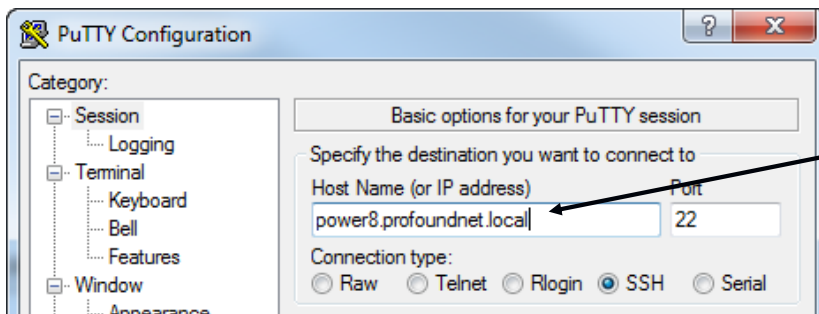 PuTTY Configuration
Category:
Session
Logging
Terminal
Keyboard
Bell
Features
Window
Appearance
Basic options for your PuTTY session
Specify the destination you want to connect to
Host Name (or IP address) Port
power8.profoundnet.local 22
Connection type:
Raw Telnet Rlogin SSH Serial